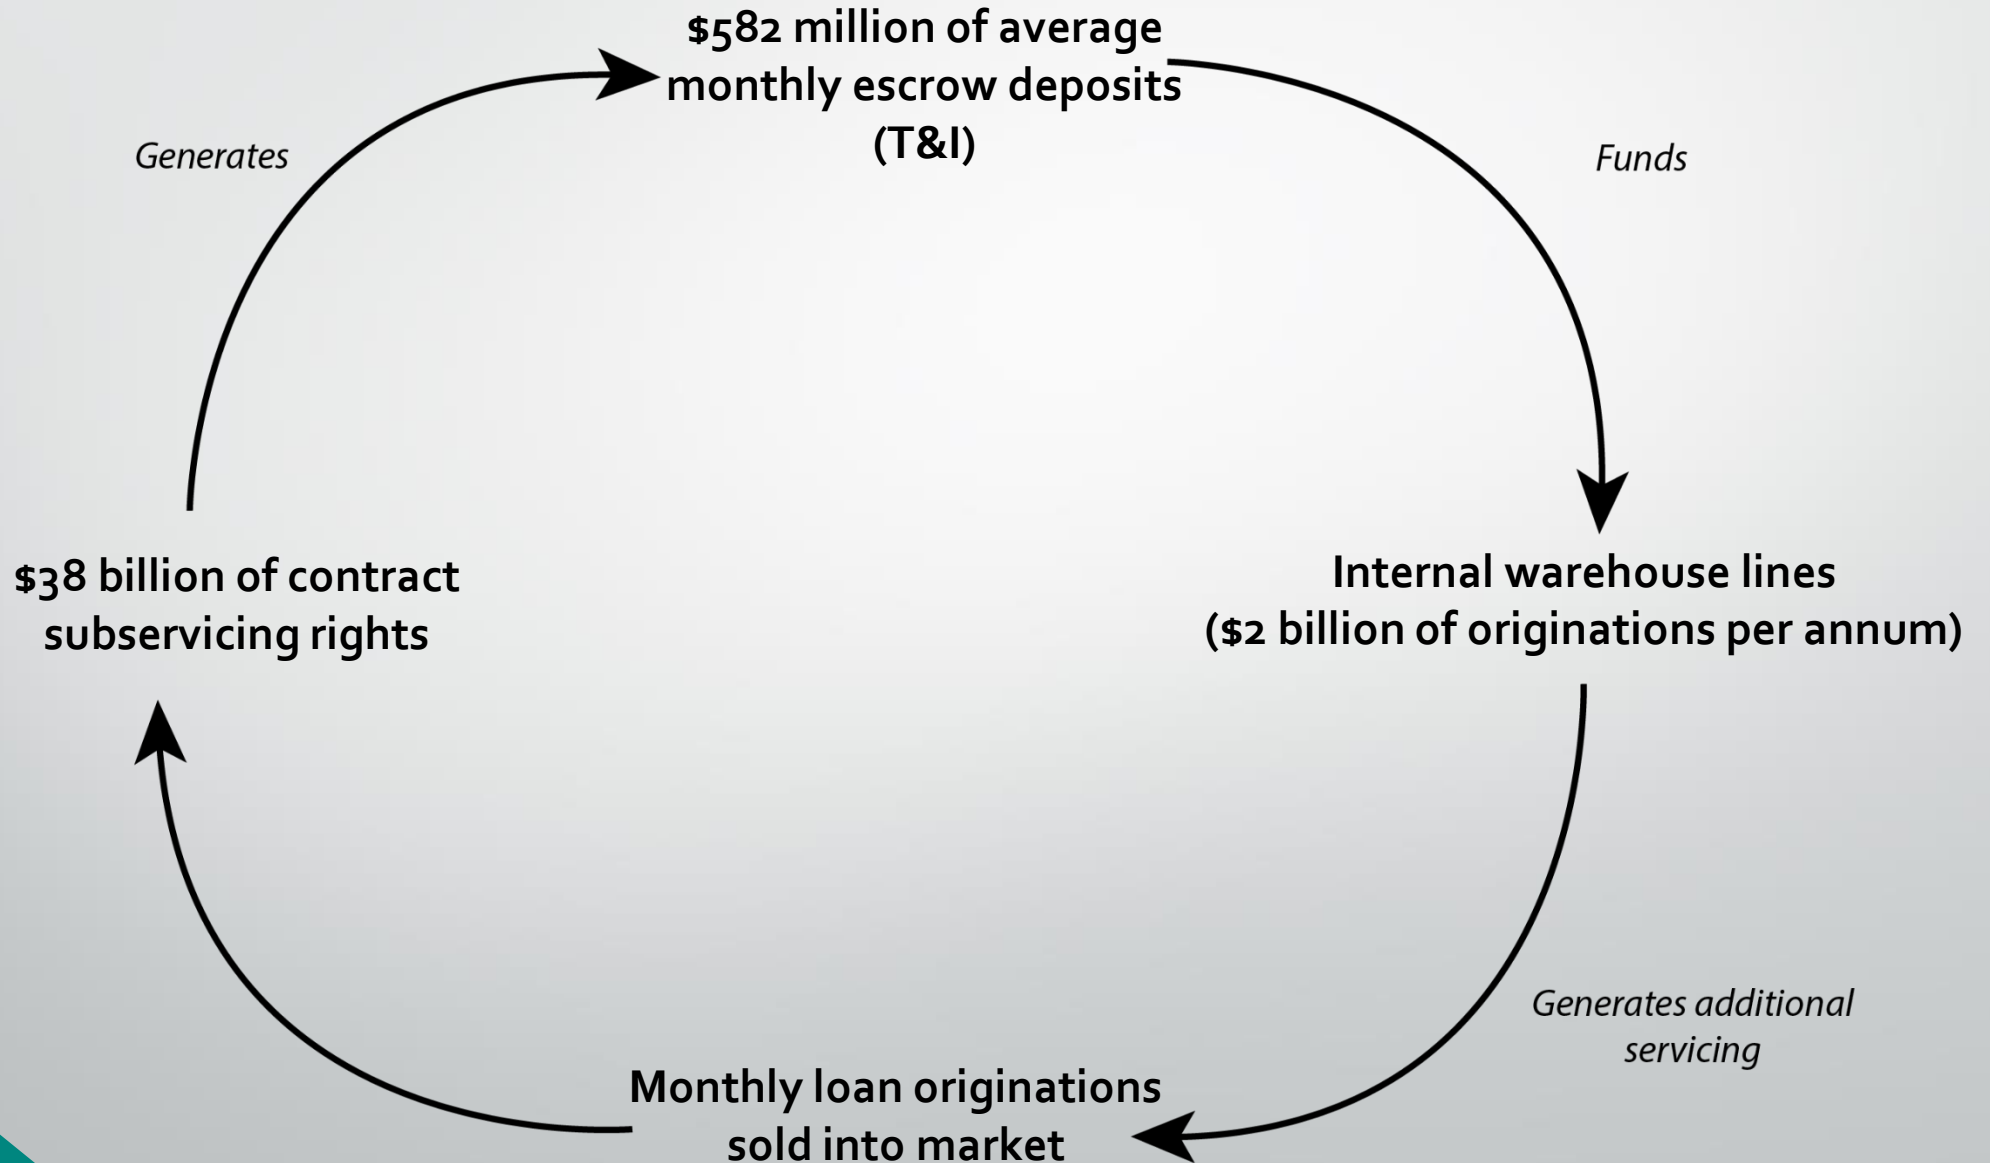 $582 million of average
monthly escrow deposits
(T&I)
Generates
Funds
$38 billion of contract
subservicing rights
Internal warehouse lines
($2 billion of originations per annum)
Generates additional
servicing
Monthly loan originations
sold into market